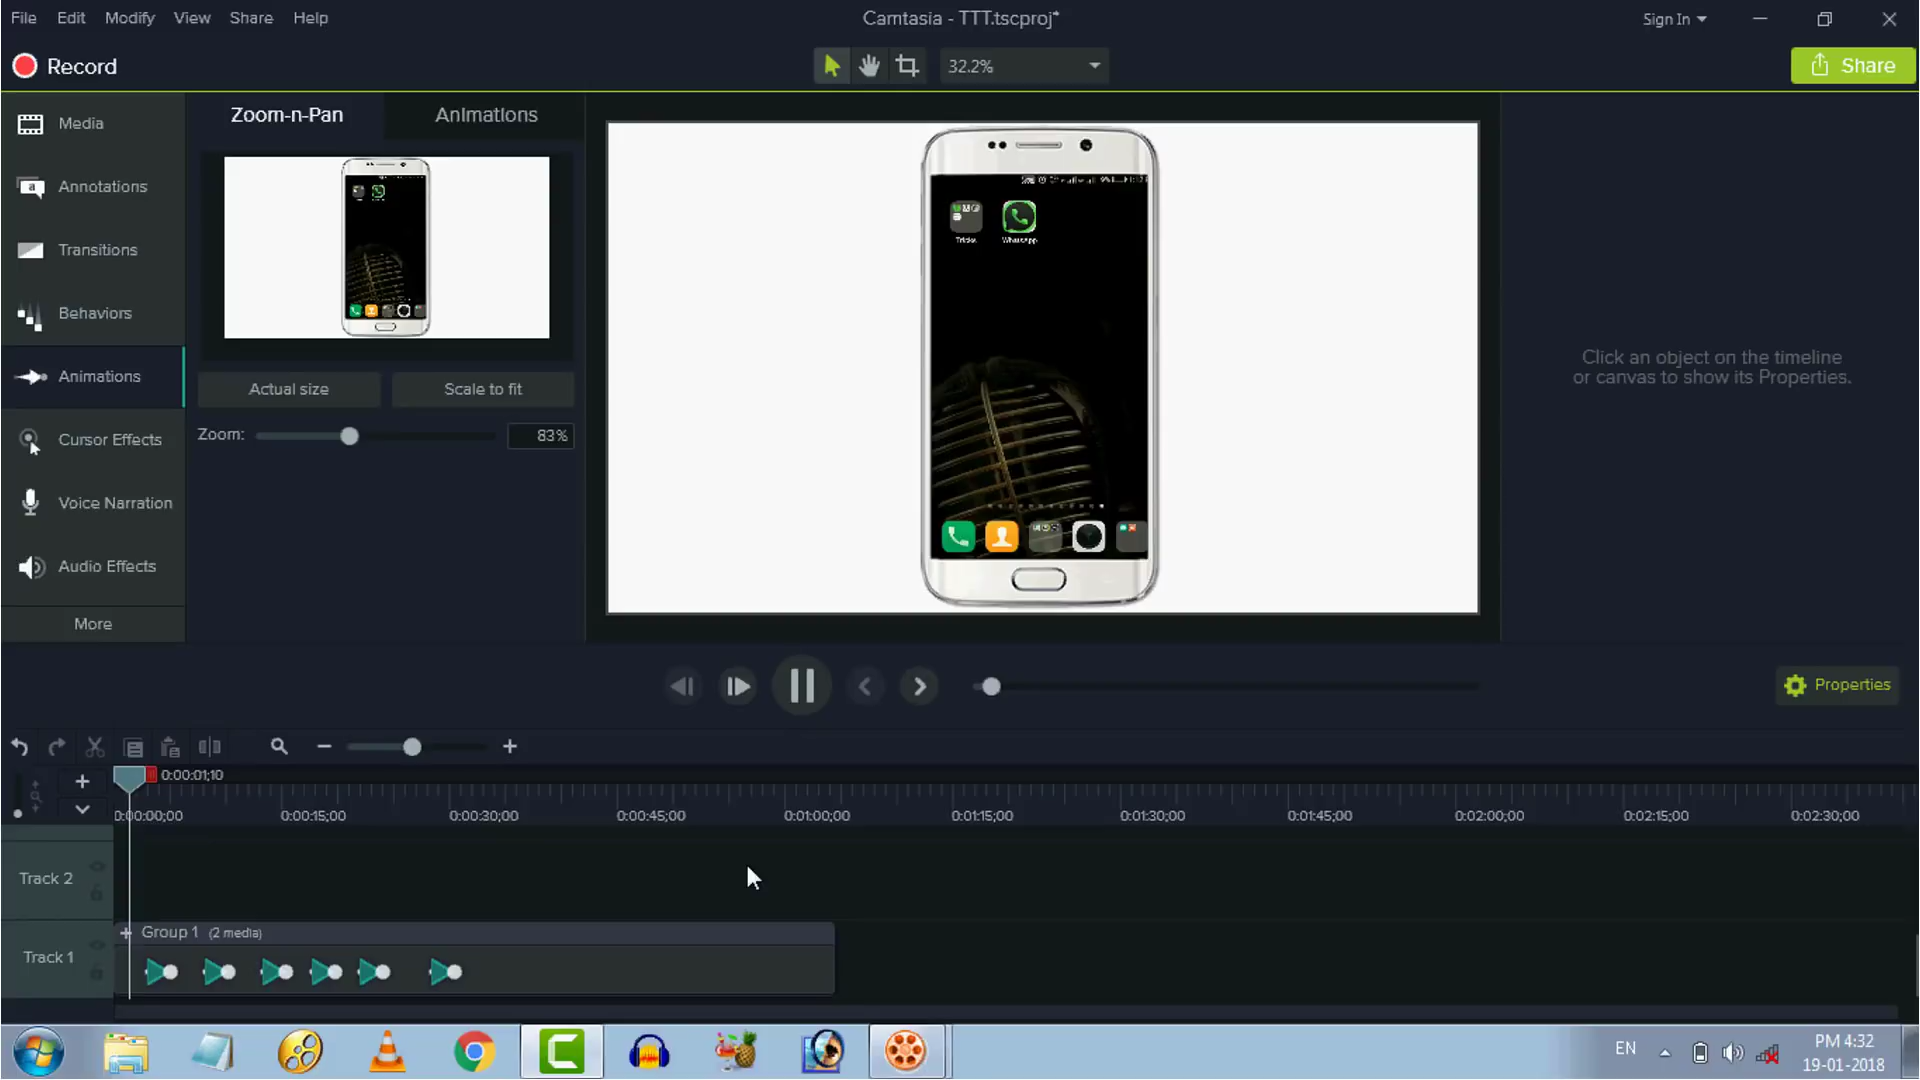 File Edit Modify View Share Help
Camtasia - TTT.tscproj*
Sign In
Record
32.2%
Share
Media
Annotations
Transitions
Behaviors
Animations
Cursor Effects
Voice Narration
Audio Effects
More
Zoom-n-Pan Animations
Actual size Scale to fit
Zoom: 83%
Tricks WhatsApp
Click an object on the timeline
or canvas to show its Properties.
Properties
0:00:01;10
0:00:00;00 0:00:15;00 0:00:30;00 0:00:45;00 0:01:00;00 0:01:15;00 0:01:30;00 0:01:45;00 0:02:00;00 0:02:15;00 0:02:30;00
Track 2
Group 1 (2 media)
Track 1
EN
PM 4:32
19-01-2018